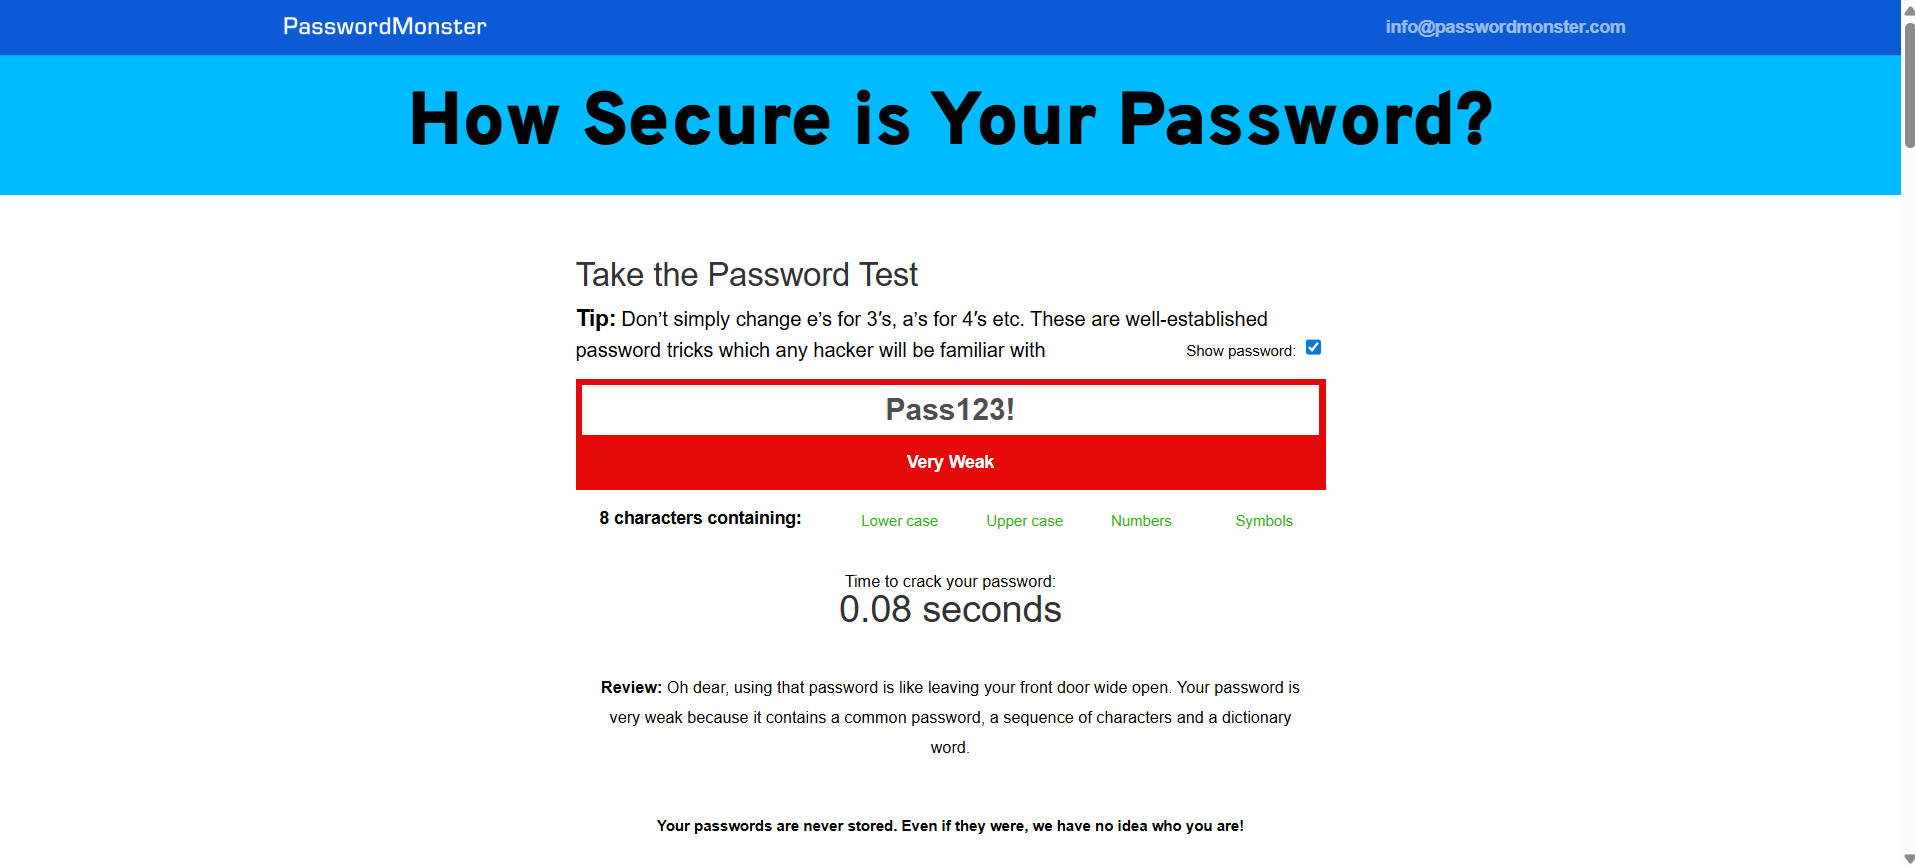 PasswordMonster
info@passwordmonster.com
How Secure is Your Password?
Take the Password Test
Tip: Don’t simply change e’s for 3′s, a’s for 4′s etc. These are well-established
password tricks which any hacker will be familiar with
Show password:
Pass123!
Very Weak
8 characters containing: Lower case Upper case Numbers Symbols
Time to crack your password:
0.08 seconds
Review: Oh dear, using that password is like leaving your front door wide open. Your password is
very weak because it contains a common password, a sequence of characters and a dictionary
word.
Your passwords are never stored. Even if they were, we have no idea who you are!